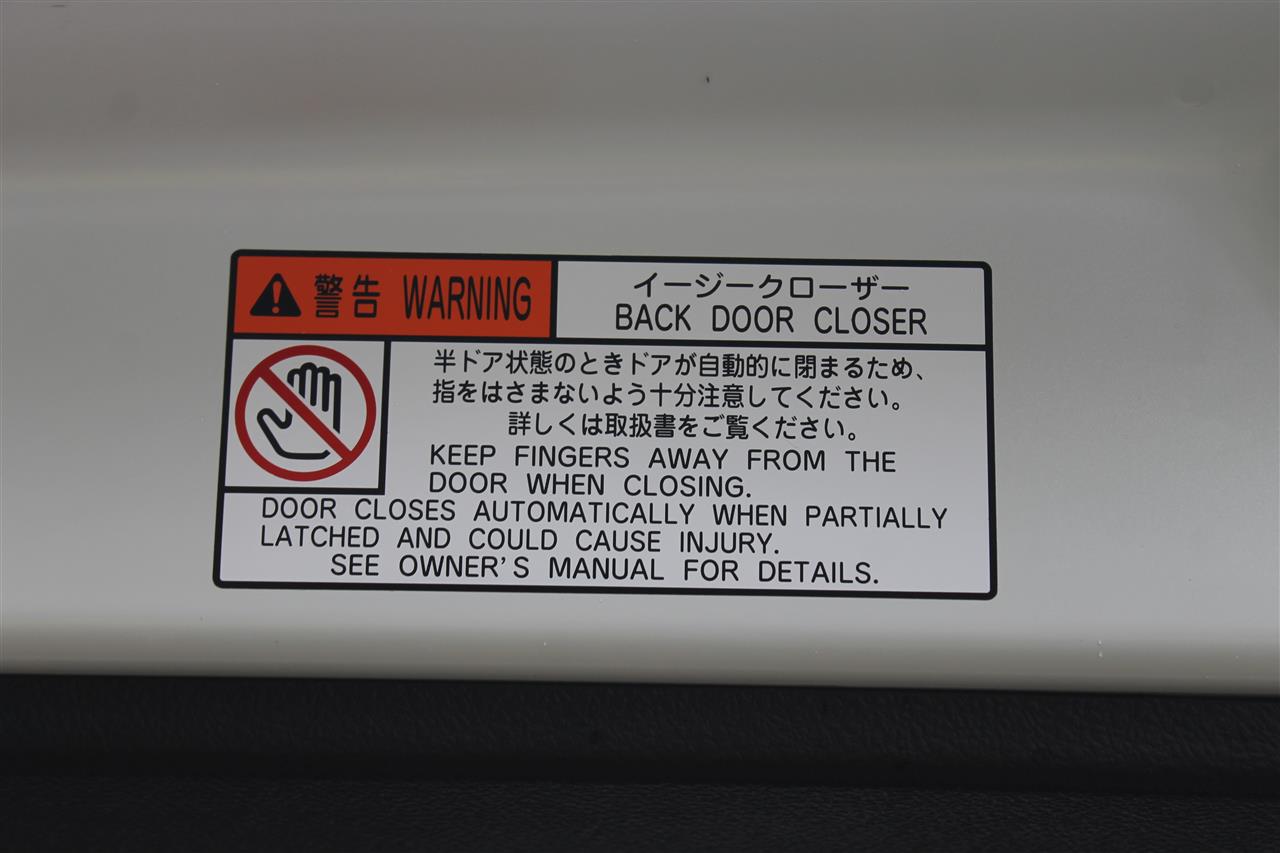 警告 WARNING
イージークローザー
BACK DOOR CLOSER
半ドア状態のときドアが自動的に閉まるため、
指をはさまないよう十分注意してください。
詳しくは取扱書をご覧ください。
KEEP FINGERS AWAY FROM THE
DOOR WHEN CLOSING.
DOOR CLOSES AUTOMATICALLY WHEN PARTIALLY
LATCHED AND COULD CAUSE INJURY.
SEE OWNER'S MANUAL FOR DETAILS.